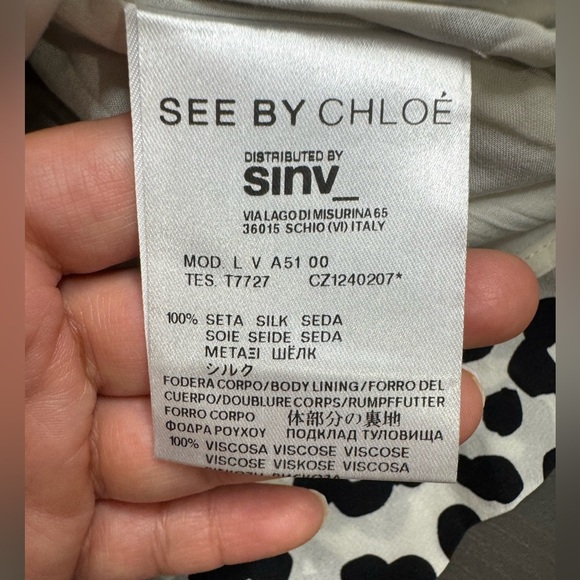 SEE BY CHLOÉ
DISTRIBUTED BY
sinv_
VIA LAGO DI MISURINA 65
36015 SCHIO (VI) ITALY
MOD. L V A51 00
TES. T7727 CZ1240207*
100% SETA SILK SEDA
SOIE SEIDE SEDA
ΜΕΤΑΞΙ ШЁЛК
シルク
FODERA CORPO/BODY LINING/FORRO DEL
CUERPO/DOUBLURE CORPS/RUMPFFUTTER
FORRO CORPO 体部分の裏地
ΦΟΔΡΑ ΡΟΥΧΟΥ ПОДКЛАД ТУЛОВИЩА
100% VISCOSA VISCOSE VISCOSE
VISCOSE VISKOSE VISCOSA